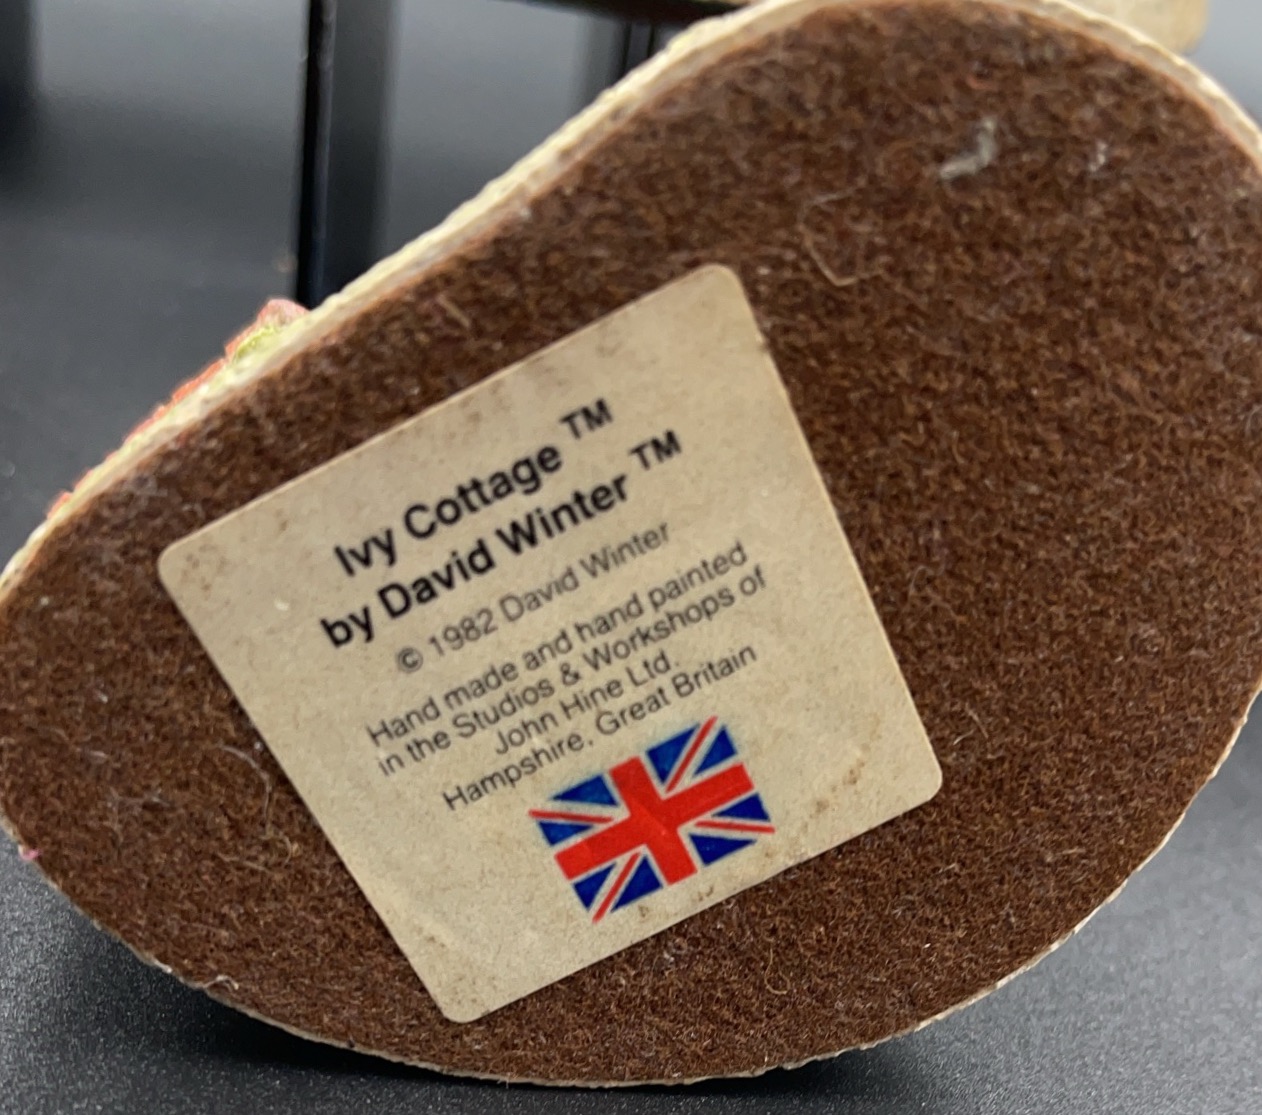 Ivy Cottage ™
by David Winter ™
© 1982 David Winter
Hand made and hand painted
in the Studios & Workshops of
John Hine Ltd.
Hampshire. Great Britain